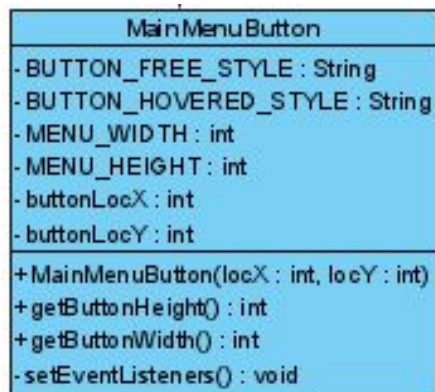 MainMenuButton
- BUTTON_FREE_STYLE : String
- BUTTON_HOVERED_STYLE : String
- MENU_WIDTH : int
- MENU_HEIGHT : int
- buttonLocX : int
- buttonLocY : int
+MainMenuButton(locX : int, locY : int)
+getButtonHeight() : int
+getButtonWidth() : int
-setEventListeners() : void